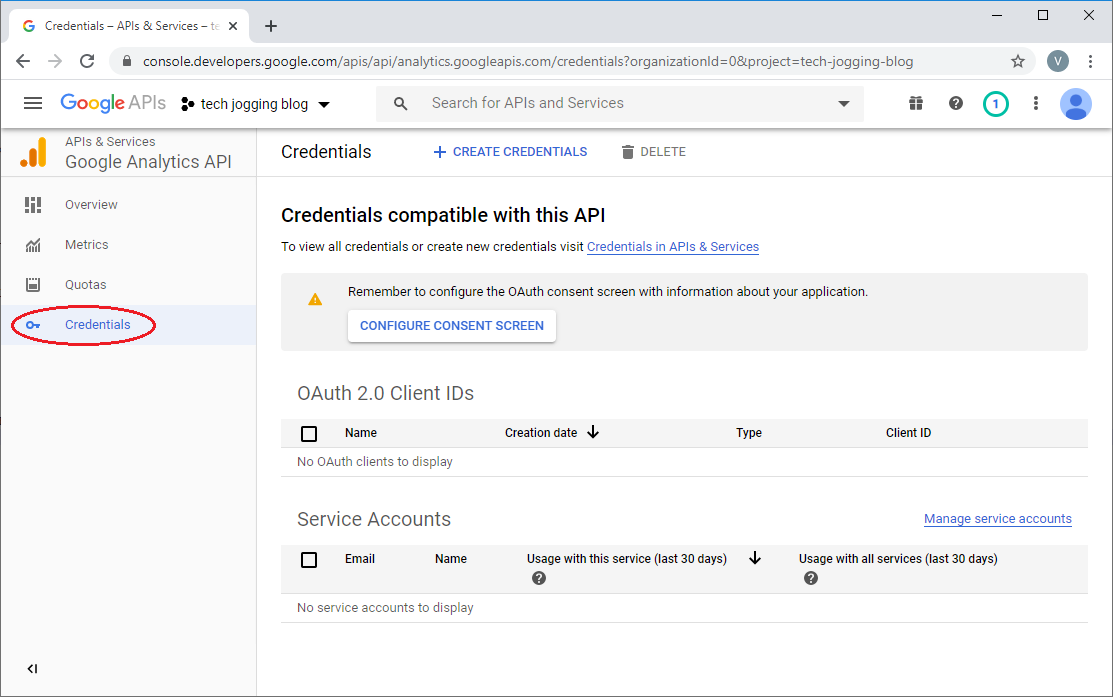 Credentials – APIs & Services – te
console.developers.google.com/apis/api/analytics.googleapis.com/credentials?organizationId=0&project=tech-jogging-blog
V
Google APIs
tech jogging blog
Search for APIs and Services
1
APIs & Services
Google Analytics API
Overview
Metrics
Quotas
Credentials
Credentials
CREATE CREDENTIALS
DELETE
Credentials compatible with this API
To view all credentials or create new credentials visit Credentials in APIs & Services
Remember to configure the OAuth consent screen with information about your application.
CONFIGURE CONSENT SCREEN
OAuth 2.0 Client IDs
Name Creation date Type Client ID
No OAuth clients to display
Service Accounts
Manage service accounts
Email Name Usage with this service (last 30 days) Usage with all services (last 30 days)
No service accounts to display